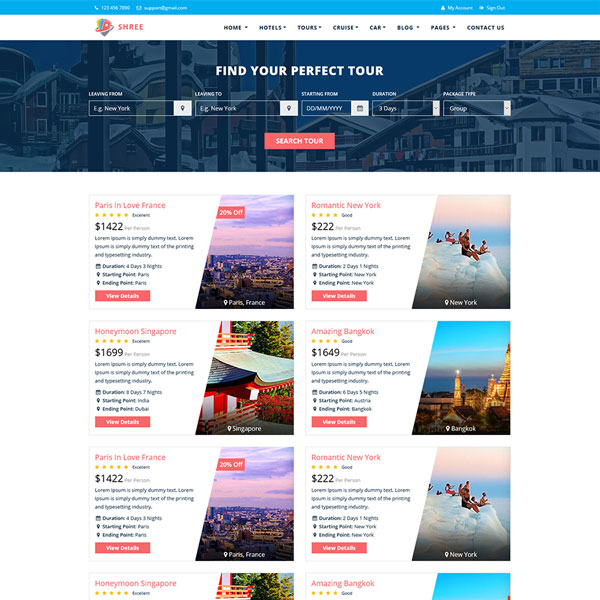 123 456 7890 support@gmail.com My Account Sign Out
SHREE HOME HOTELS TOURS CRUISE CAR BLOG PAGES CONTACT US
FIND YOUR PERFECT TOUR
LEAVING FROM LEAVING TO STARTING FROM DURATION PACKAGE TYPE
E.g. New York E.g. New York DD/MM/YYYY 3 Days Group
SEARCH TOUR
Paris In Love France
Excellent
$1422 Per Person
Lorem Ipsum is simply dummy text.
Lorem Ipsum is simply dummy text of the printing
and typesetting industry.
Duration: 4 Days 3 Nights
Starting Point: Paris
Ending Point: Paris
View Details
20% Off
Paris, France
Romantic New York
Good
$222 Per Person
Lorem Ipsum is simply dummy text.
Lorem Ipsum is simply dummy text of the printing
and typesetting industry.
Duration: 2 Days 1 Nights
Starting Point: New York
Ending Point: New York
View Details
New York
Honeymoon Singapore
Excellent
$1699 Per Person
Lorem Ipsum is simply dummy text. Lorem
Ipsum is simply dummy text of the printing
and typesetting industry.
Duration: 8 Days 7 Nights
Starting Point: India
Ending Point: Dubai
View Details
Singapore
Amazing Bangkok
Good
$1649 Per Person
Lorem Ipsum is simply dummy text. Lorem
Ipsum is simply dummy text of the printing
and typesetting industry.
Duration: 6 Days 5 Nights
Starting Point: Austria
Ending Point: Bangkok
View Details
Bangkok
Paris In Love France
Excellent
$1422 Per Person
Lorem Ipsum is simply dummy text.
Lorem Ipsum is simply dummy text of the printing
and typesetting industry.
Duration: 4 Days 3 Nights
Starting Point: Paris
Ending Point: Paris
View Details
20% Off
Paris, France
Romantic New York
Good
$222 Per Person
Lorem Ipsum is simply dummy text.
Lorem Ipsum is simply dummy text of the printing
and typesetting industry.
Duration: 2 Days 1 Nights
Starting Point: New York
Ending Point: New York
View Details
New York
Honeymoon Singapore
Excellent
Amazing Bangkok
Good